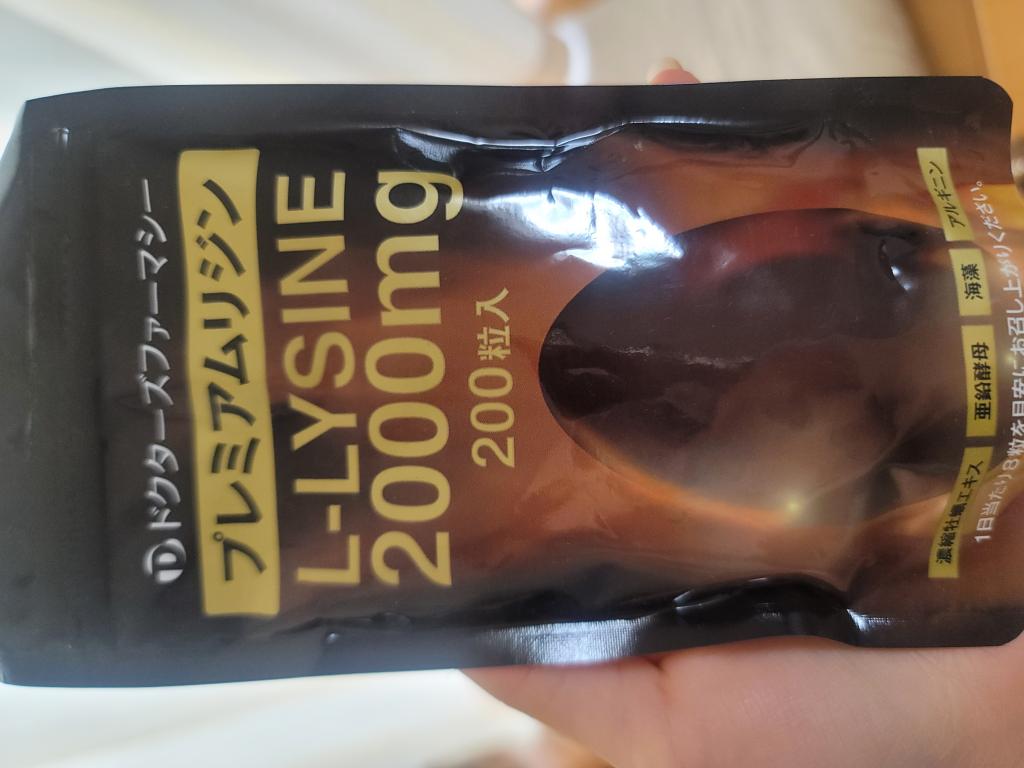 ドクターズファーマシー
プレミアムリジン
L-LYSINE
2000mg
200粒入
濃縮牡蠣エキス 亜鉛酵母 海藻 アルギニン
1日当たり8粒を目安にお召し上がりください。